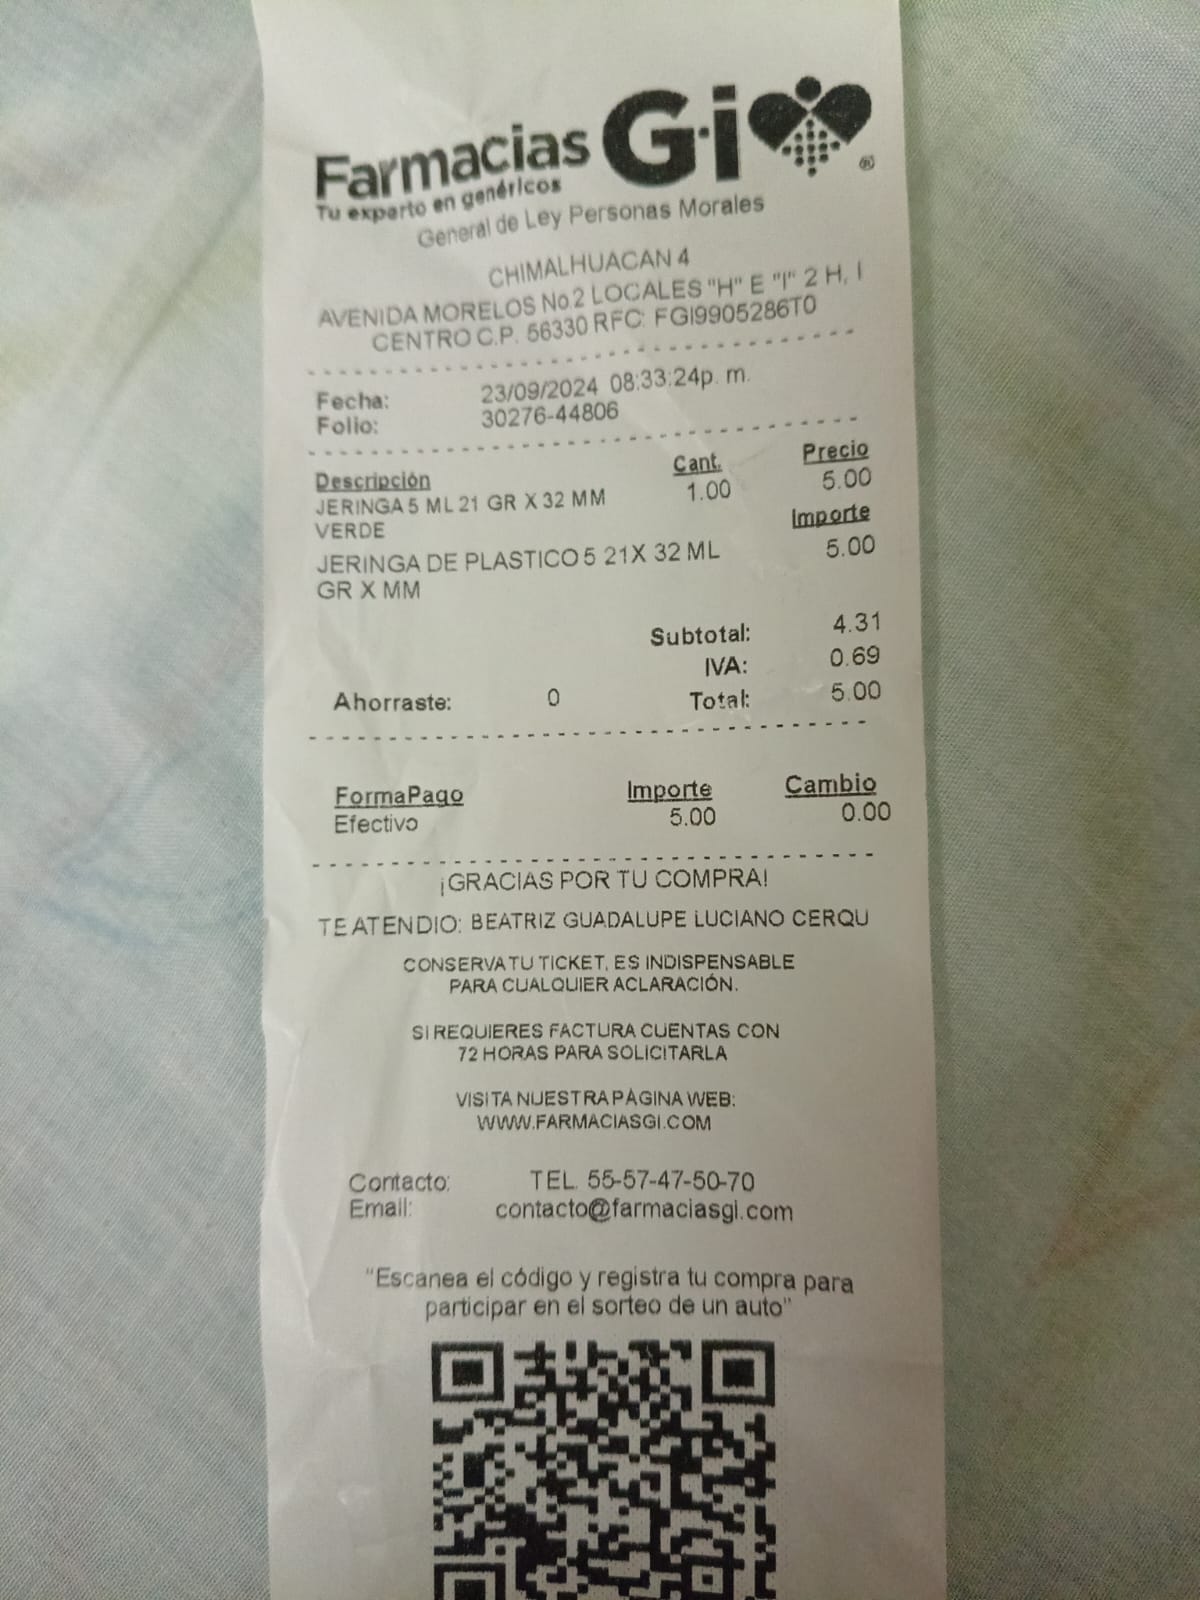 Farmacias G·i ®
Tu experto en genéricos
General de Ley Personas Morales
CHIMALHUACAN 4
AVENIDA MORELOS No.2 LOCALES "H" E "I" 2 H, I
CENTRO C.P. 56330 RFC: FGI9905286T0
Fecha: 23/09/2024 08:33:24p. m.
Folio: 30276-44806
Descripción Cant. Precio
JERINGA 5 ML 21 GR X 32 MM 1.00 5.00
VERDE Importe
JERINGA DE PLASTICO 5 21X 32 ML 5.00
GR X MM
Subtotal: 4.31
IVA: 0.69
Ahorraste: 0 Total: 5.00
FormaPago Importe Cambio
Efectivo 5.00 0.00
¡GRACIAS POR TU COMPRA!
TE ATENDIO: BEATRIZ GUADALUPE LUCIANO CERQU
CONSERVA TU TICKET, ES INDISPENSABLE
PARA CUALQUIER ACLARACIÓN.
SI REQUIERES FACTURA CUENTAS CON
72 HORAS PARA SOLICITARLA
VISITA NUESTRA PÁGINA WEB:
WWW.FARMACIASGI.COM
Contacto: TEL. 55-57-47-50-70
Email: contacto@farmaciasgi.com
"Escanea el código y registra tu compra para
participar en el sorteo de un auto"